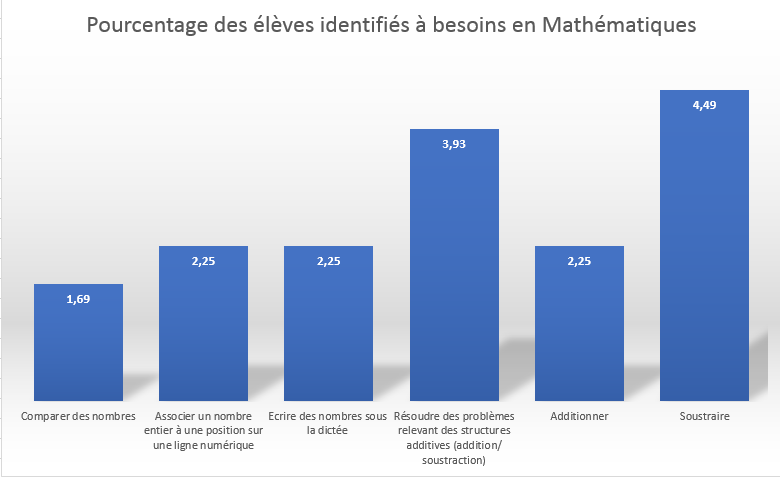 Pourcentage des élèves identifiés à besoins en Mathématiques
4,49
3,93
2,25
2,25
2,25
1,69
Comparer des nombres
Associer un nombre
entier à une position sur
une ligne numérique
Ecrire des nombres sous
la dictée
Résoudre des problèmes
relevant des structures
additives (addition/
soustraction)
Additionner
Soustraire